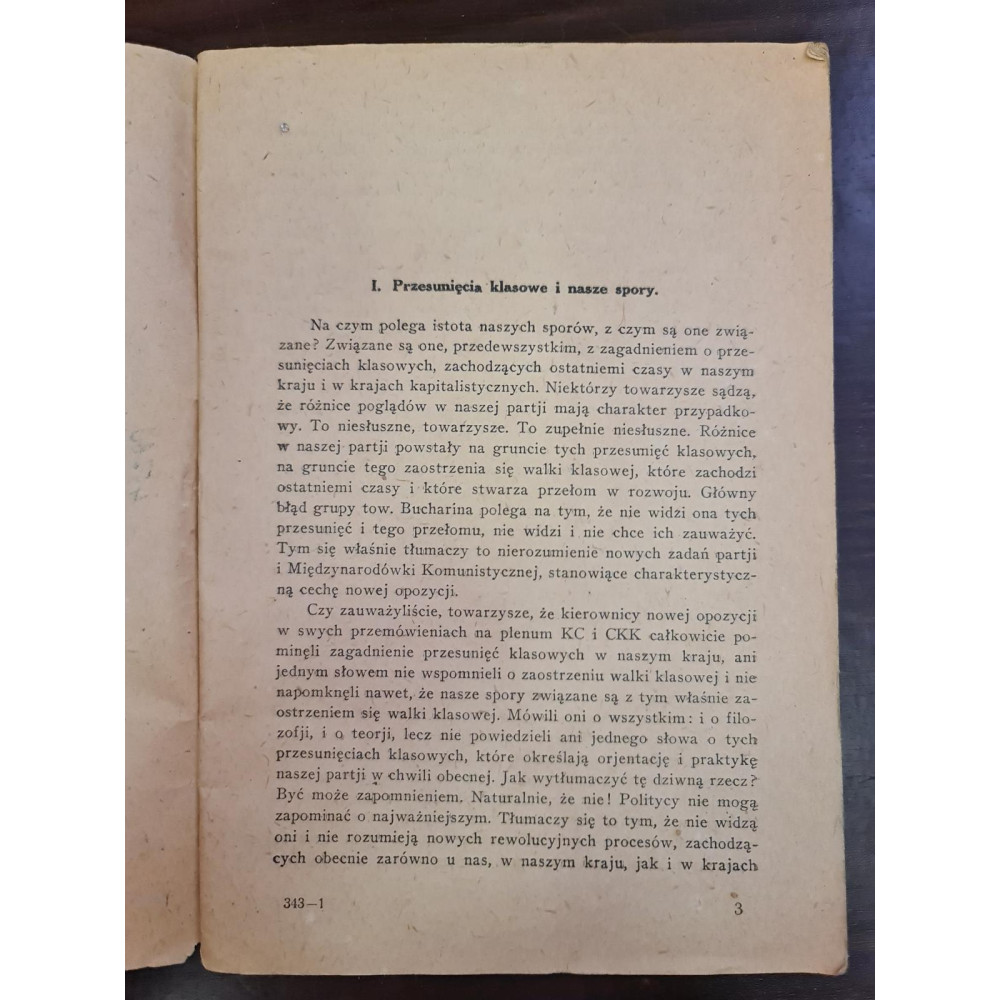 I. Przesunięcia klasowe i nasze spory.
Na czym polega istota naszych sporów, z czym są one zwią-
zane? Związane są one, przedewszystkim, z zagadnieniem o prze-
sunięciach klasowych, zachodzących ostatniemi czasy w naszym
kraju i w krajach kapitalistycznych. Niektórzy towarzysze sądzą,
że różnice poglądów w naszej partji mają charakter przypadko-
wy. To niesłuszne, towarzysze. To zupełnie niesłuszne. Różnice
w naszej partji powstały na gruncie tych przesunięć klasowych,
na gruncie tego zaostrzenia się walki klasowej, które zachodzi
ostatniemi czasy i które stwarza przełom w rozwoju. Główny
błąd grupy tow. Bucharina polega na tym, że nie widzi ona tych
przesunięć i tego przełomu, nie widzi i nie chce ich zauważyć.
Tym się właśnie tłumaczy to nierozumienie nowych zadań partji
i Międzynarodówki Komunistycznej, stanowiące charakterystycz-
ną cechę nowej opozycji.
Czy zauważyliście, towarzysze, że kierownicy nowej opozycji
w swych przemówieniach na plenum KC i CKK całkowicie po-
minęli zagadnienie przesunięć klasowych w naszym kraju, ani
jednym słowem nie wspomnieli o zaostrzeniu walki klasowej i nie
napomknęli nawet, że nasze spory związane są z tym właśnie za-
ostrzeniem się walki klasowej. Mówili oni o wszystkim: i o filo-
zofji, i o teorji, lecz nie powiedzieli ani jednego słowa o tych
przesunięciach klasowych, które określają orjentację i praktykę
naszej partji w chwili obecnej. Jak wytłumaczyć tę dziwną rzecz?
Być może zapomnieniem. Naturalnie, że nie! Politycy nie mogą
zapominać o najważniejszym. Tłumaczy się to tym, że nie widzą
oni i nie rozumieją nowych rewolucyjnych procesów, zachodzą-
cych obecnie zarówno u nas, w naszym kraju, jak i w krajach
343—1
3